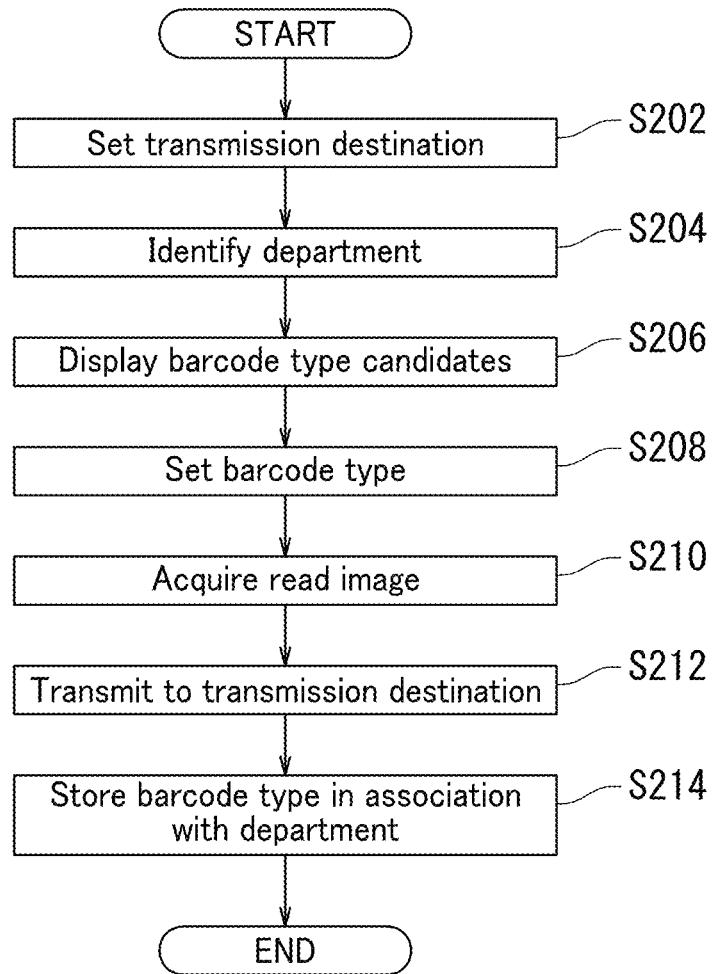 START
Set transmission destination
S202
Identify department
S204
Display barcode type candidates
S206
Set barcode type
S208
Acquire read image
S210
Transmit to transmission destination
S212
Store barcode type in association
with department
S214
END